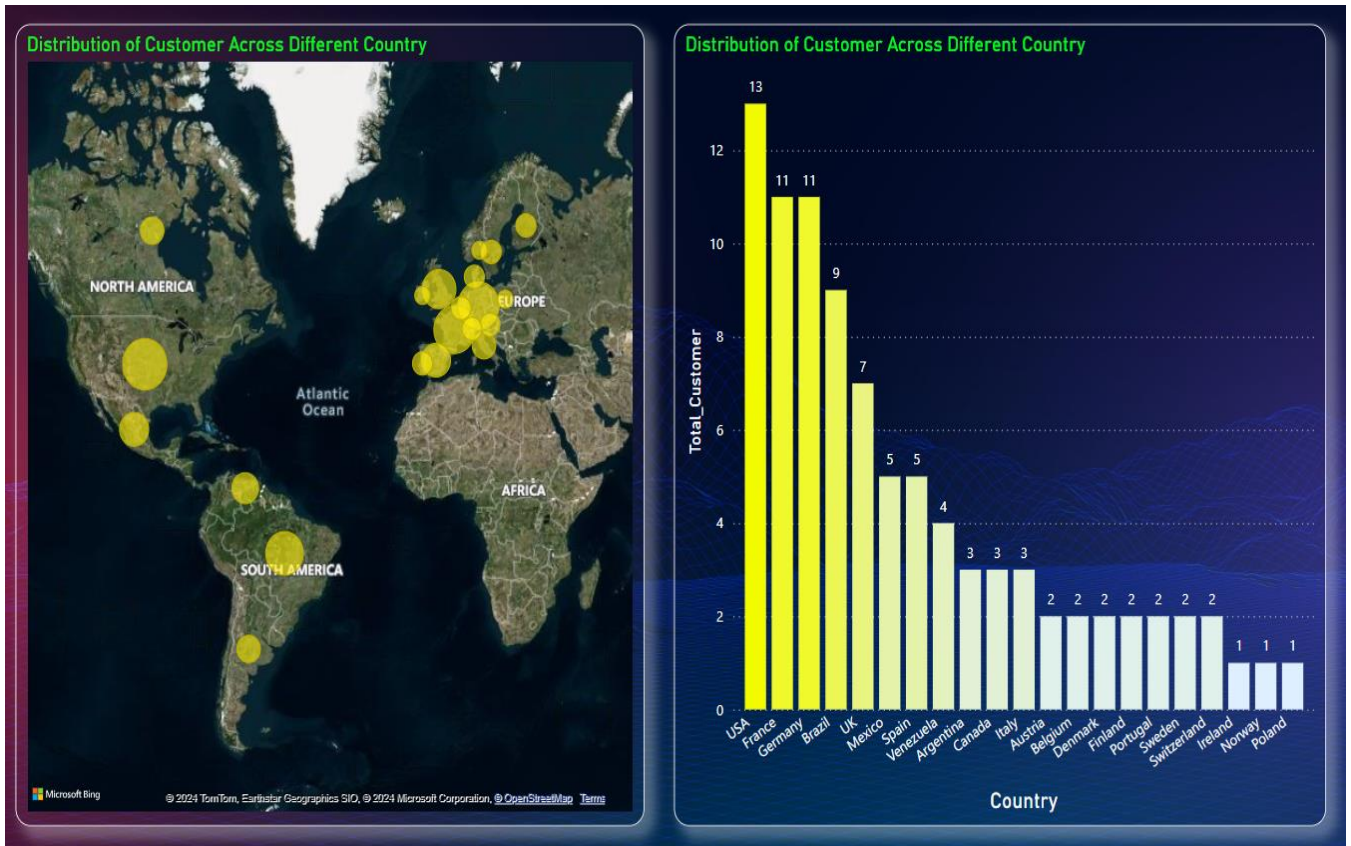 Distribution of Customer Across Different Country
NORTH AMERICA
EUROPE
Atlantic
Ocean
AFRICA
SOUTH AMERICA
Microsoft Bing
© 2024 TomTom, Earthstar Geographics SIO, © 2024 Microsoft Corporation, © OpenStreetMap Terms
Distribution of Customer Across Different Country
Total_Customer
12
10
8
6
4
2
0
13
11
11
9
7
5
5
4
3
3
3
2
2
2
2
2
2
2
1
1
1
USA
France
Germany
Brazil
UK
Mexico
Spain
Venezuela
Argentina
Canada
Italy
Austria
Belgium
Denmark
Finland
Portugal
Sweden
Switzerland
Ireland
Norway
Poland
Country